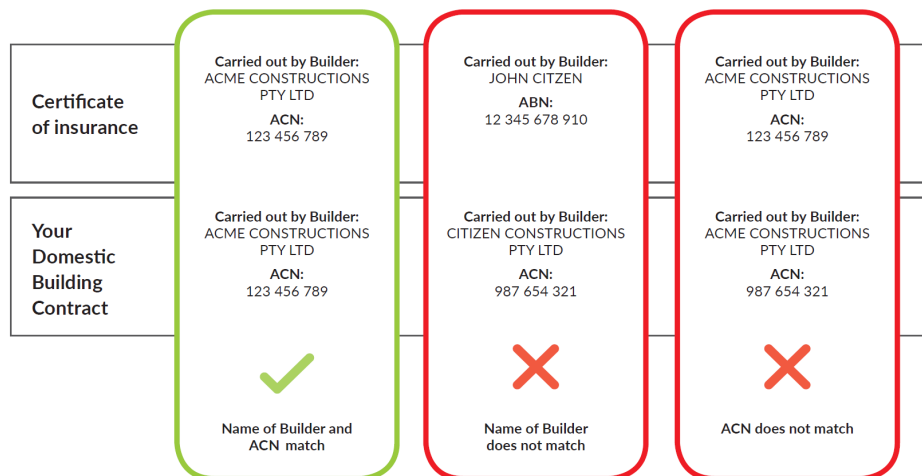 Certificate
of insurance
Carried out by Builder:
ACME CONSTRUCTIONS
PTY LTD
ACN:
123 456 789
Carried out by Builder:
JOHN CITZEN
ABN:
12 345 678 910
Carried out by Builder:
ACME CONSTRUCTIONS
PTY LTD
ACN:
123 456 789
Your
Domestic
Building
Contract
Carried out by Builder:
ACME CONSTRUCTIONS
PTY LTD
ACN:
123 456 789
Carried out by Builder:
CITIZEN CONSTRUCTIONS
PTY LTD
ACN:
987 654 321
Carried out by Builder:
ACME CONSTRUCTIONS
PTY LTD
ACN:
987 654 321
Name of Builder and
ACN match
Name of Builder
does not match
ACN does not match